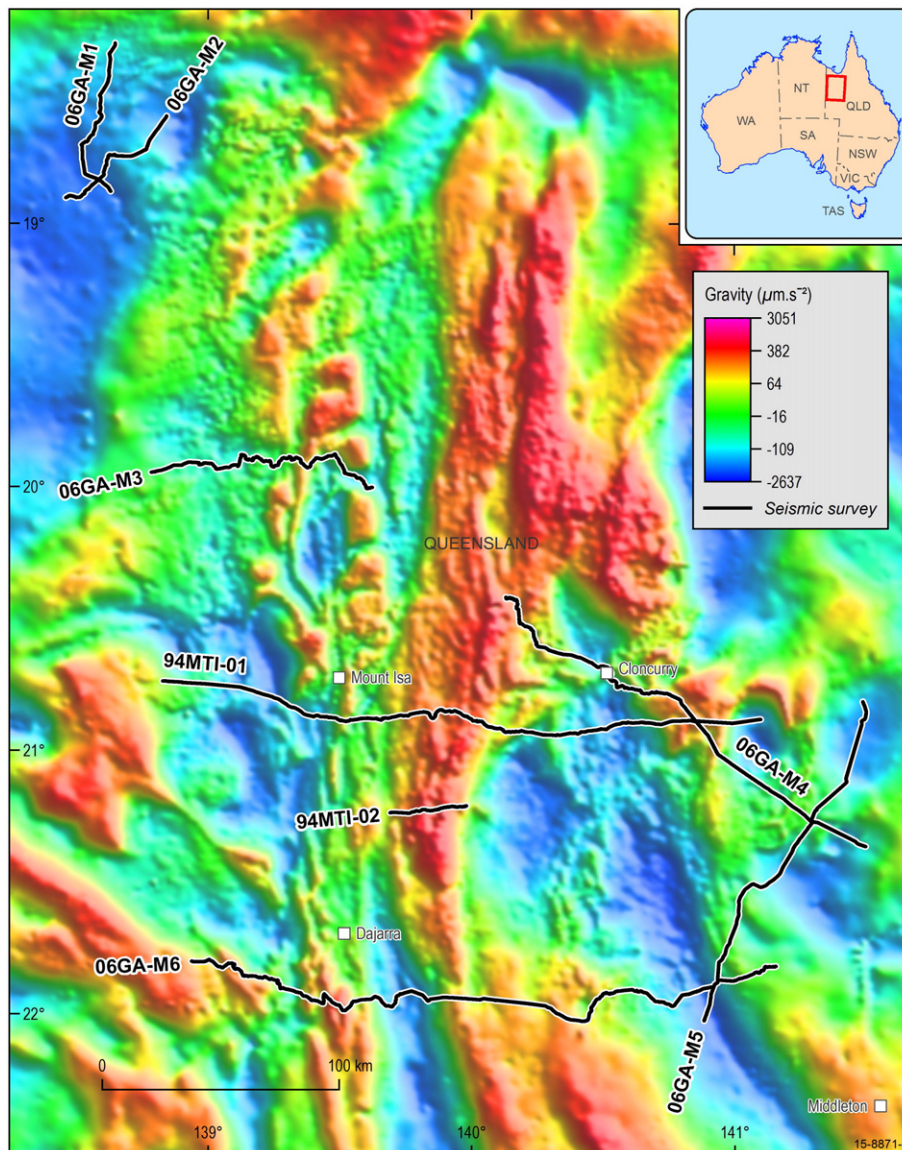 06GA-M1
06GA-M2
NT
QLD
WA
SA
NSW
VIC
TAS
19°
Gravity (µm.s⁻²)
3051
382
64
-16
-109
-2637
Seismic survey
20°
06GA-M3
QUEENSLAND
94MTI-01
Mount Isa
Cloncurry
21°
06GA-M4
94MTI-02
Dajarra
06GA-M6
22°
06GA-M5
0
100 km
Middleton
139°
140°
141°
15-8871-